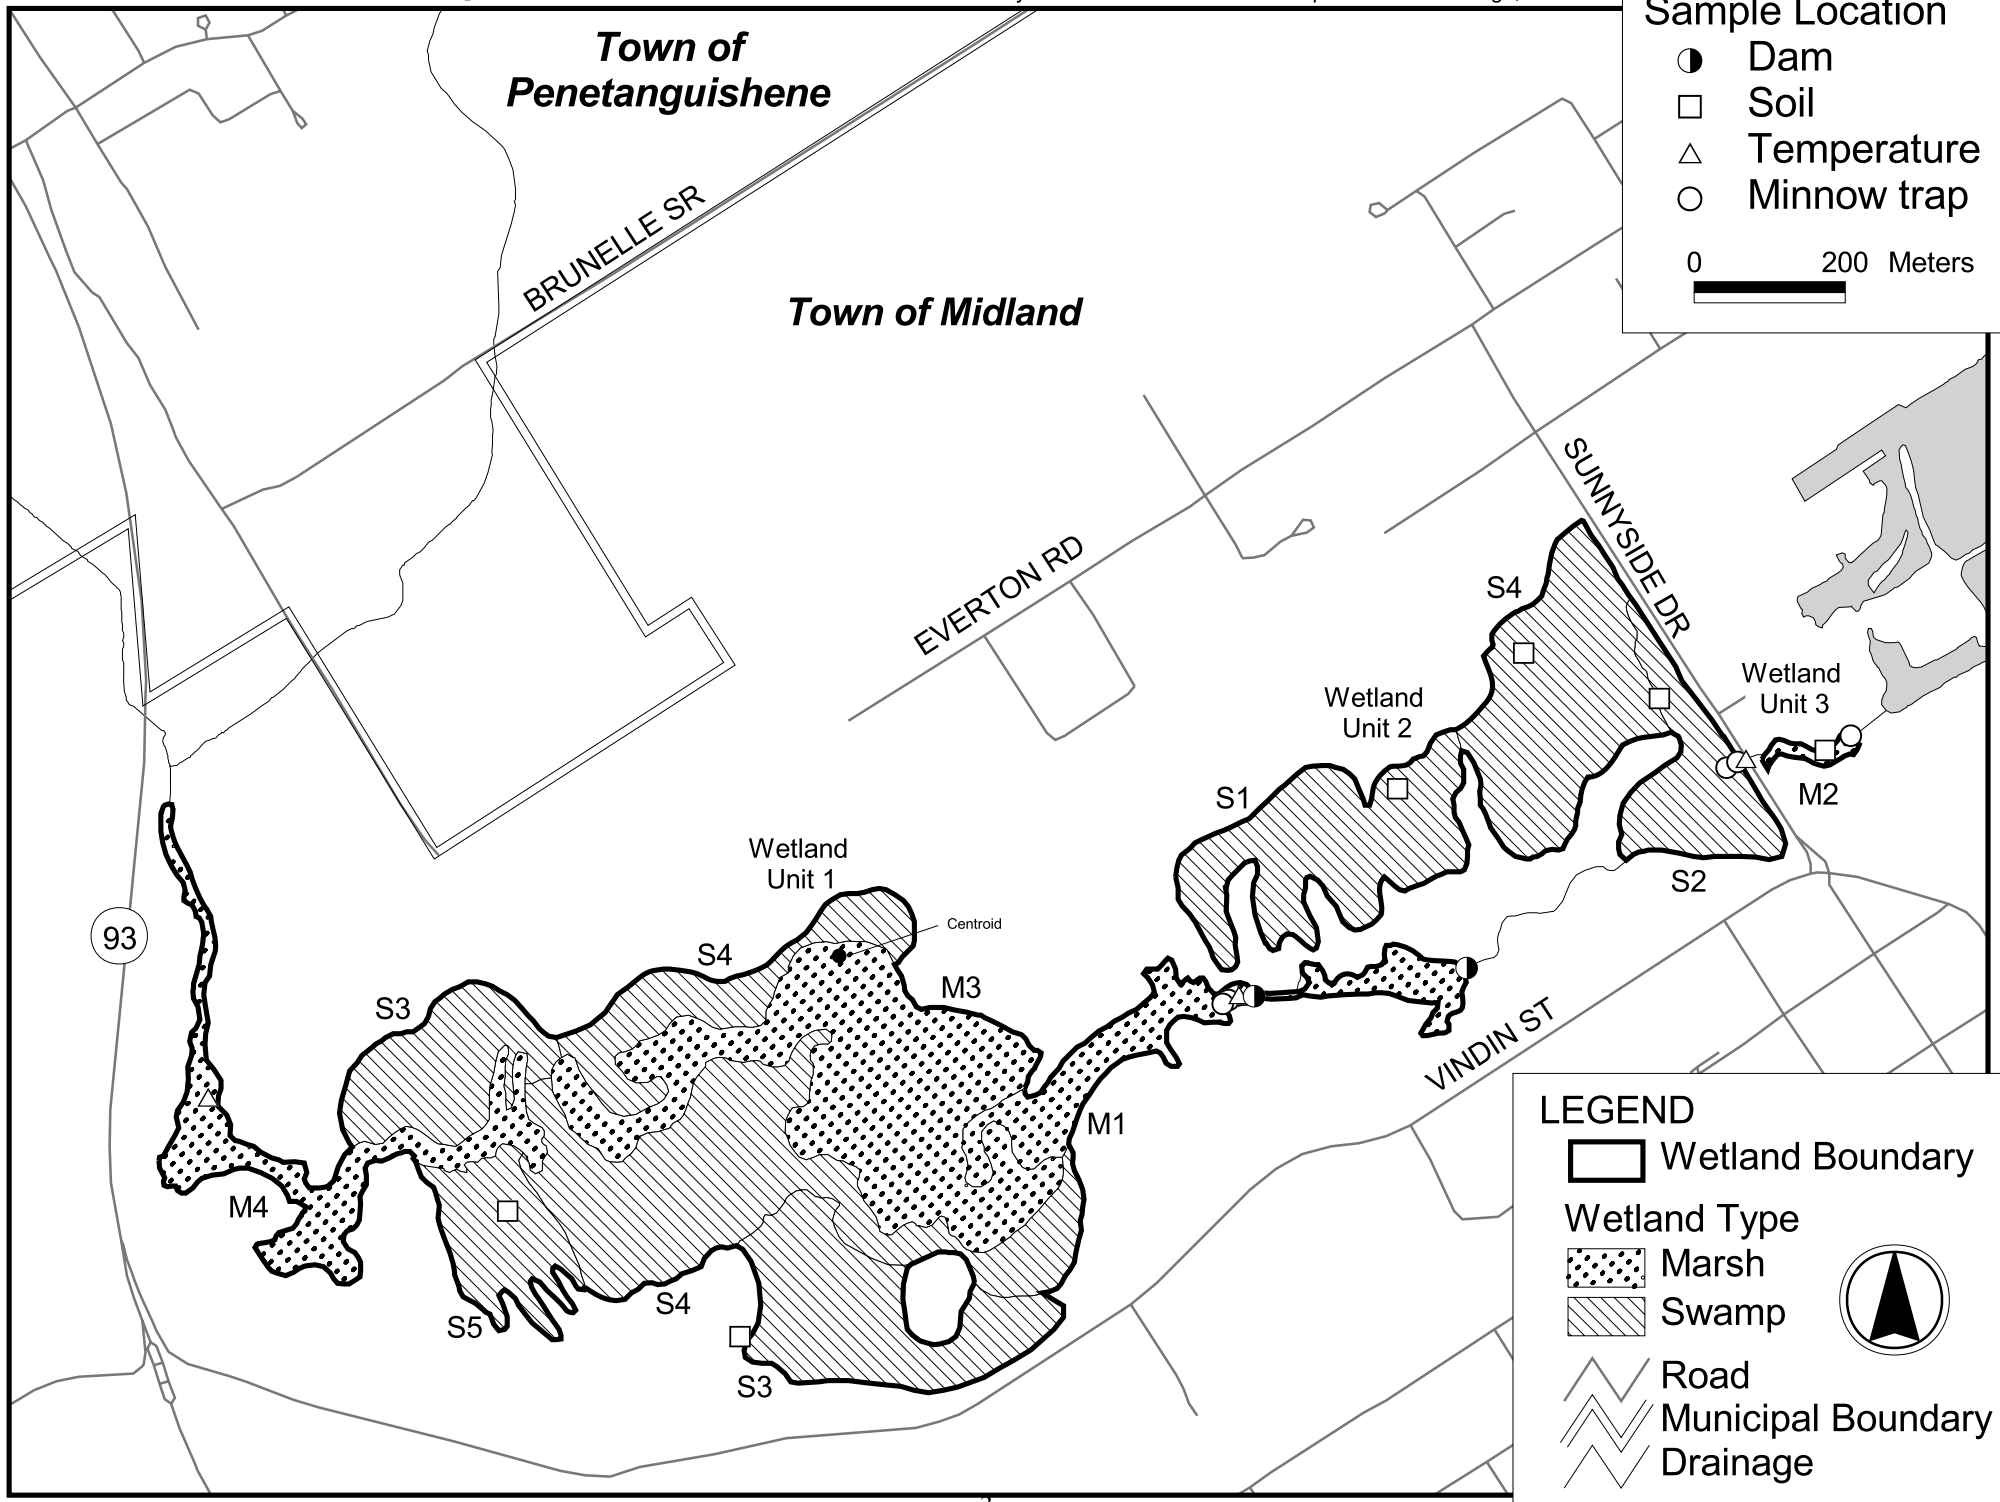 Sample Location
Dam
Soil
Temperature
Minnow trap
0 200 Meters
Town of
Penetanguishene
BRUNELLE SR
Town of Midland
SUNNYSIDE DR
EVERTON RD
S4
Wetland
Unit 3
Wetland
Unit 2
S1
M2
S2
Wetland
Unit 1
Centroid
93
S4
M3
S3
VINDIN ST
M1
M4
S4
S5
S3
LEGEND
Wetland Boundary
Wetland Type
Marsh
Swamp
Road
Municipal Boundary
Drainage